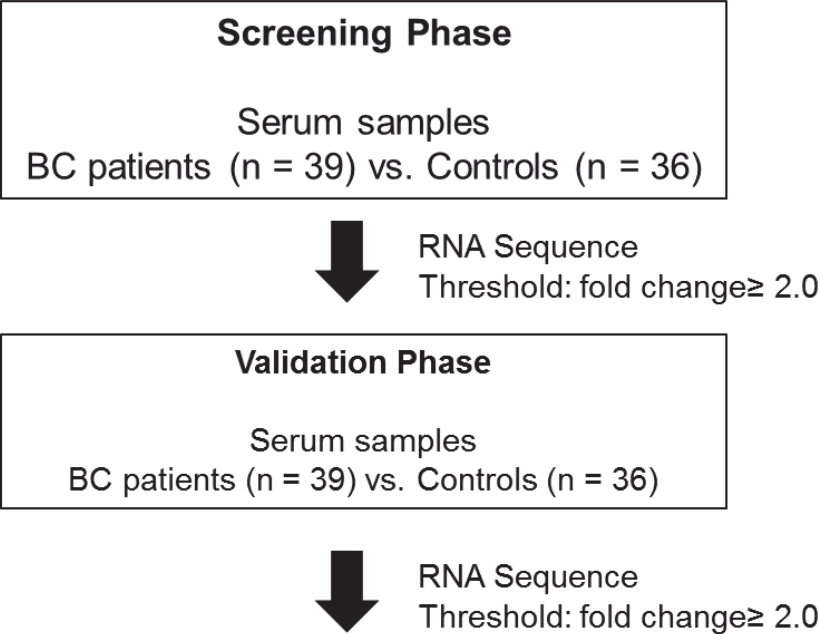 Screening Phase
Serum samples
BC patients (n = 39) vs. Controls (n = 36)
RNA Sequence
Threshold: fold change≥ 2.0
Validation Phase
Serum samples
BC patients (n = 39) vs. Controls (n = 36)
RNA Sequence
Threshold: fold change≥ 2.0